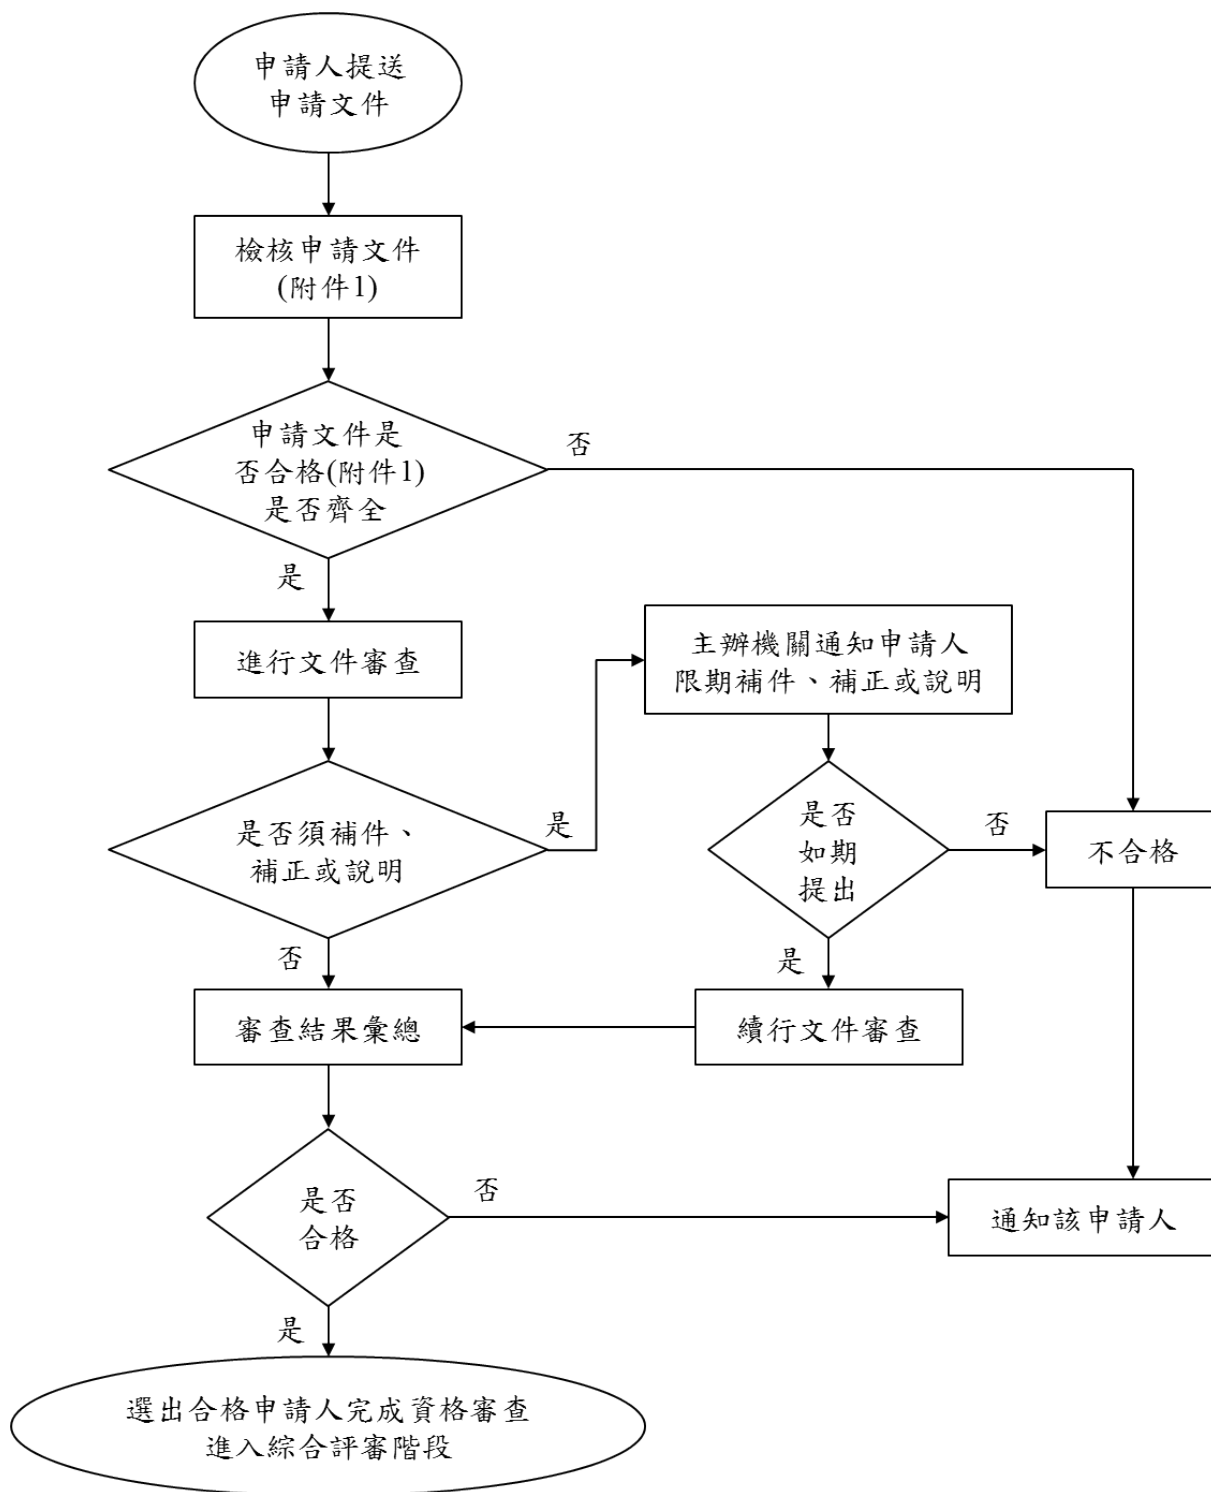 申請人提送
申請文件
檢核申請文件
(附件1)
申請文件是
否合格(附件1)
是否齊全
否
是
進行文件審查
主辦機關通知申請人
限期補件、補正或說明
是否須補件、
補正或說明
是
是否
如期
提出
否
不合格
否
是
審查結果彙總
續行文件審查
是否
合格
否
通知該申請人
是
選出合格申請人完成資格審查
進入綜合評審階段